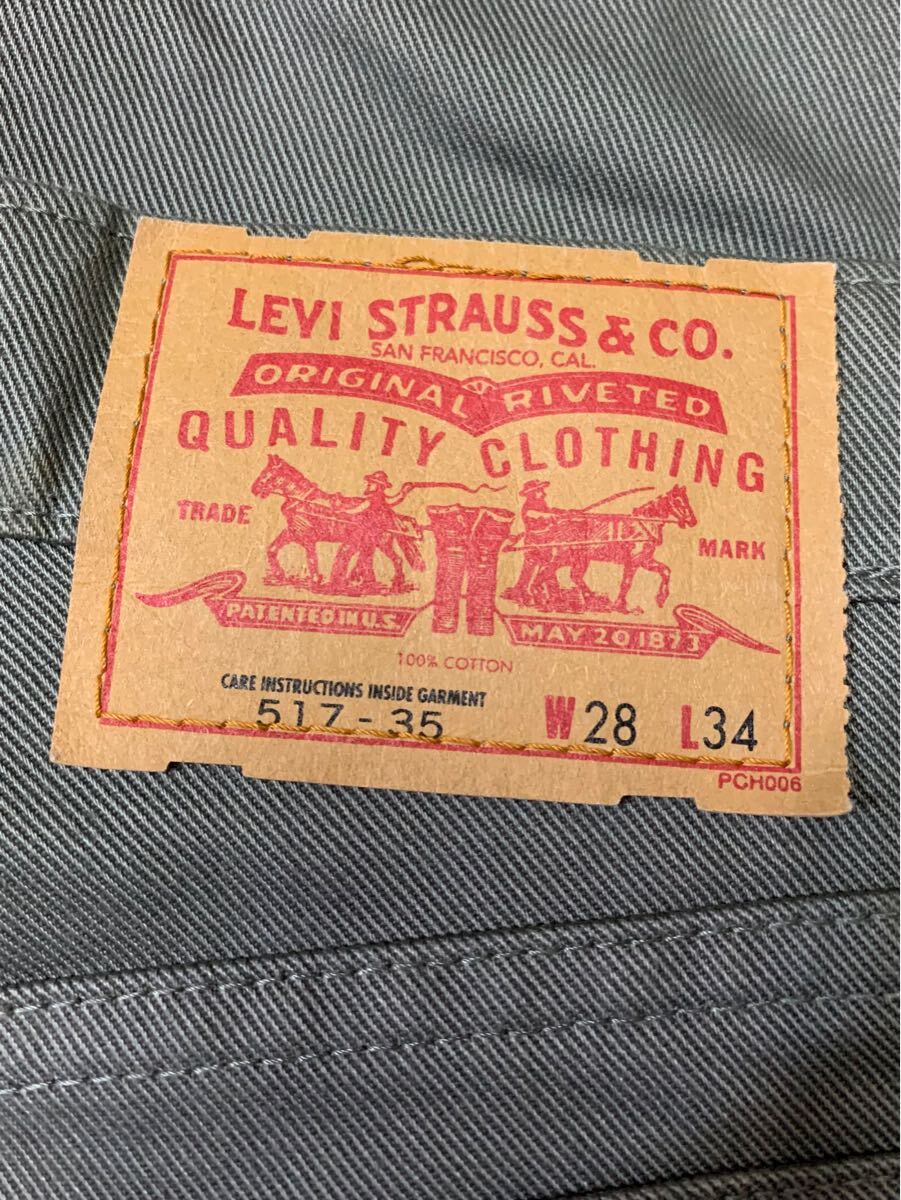 LEVI STRAUSS & CO.
SAN FRANCISCO, CAL.
ORIGINAL RIVETED
QUALITY CLOTHING
TRADE MARK
PATENTED IN U.S. MAY 20 1873
100% COTTON
CARE INSTRUCTIONS INSIDE GARMENT
517-35 W28 L34
PCH006